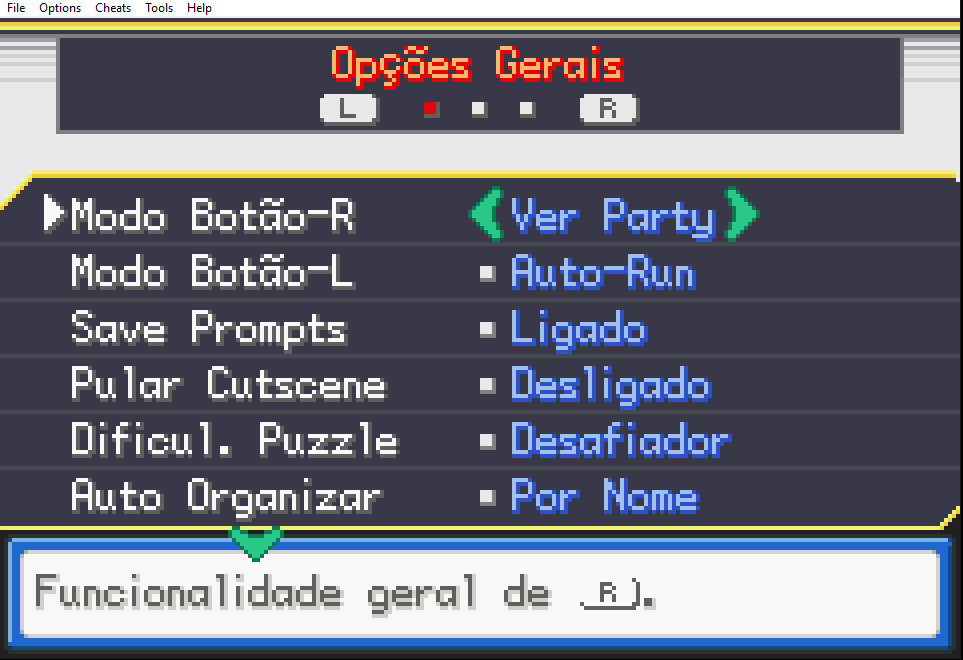 File Options Cheats Tools Help
Opções Gerais
L R
Modo Botão-R Ver Party
Modo Botão-L Auto-Run
Save Prompts Ligado
Pular Cutscene Desligado
Dificul. Puzzle Desafiador
Auto Organizar Por Nome
Funcionalidade geral de R.